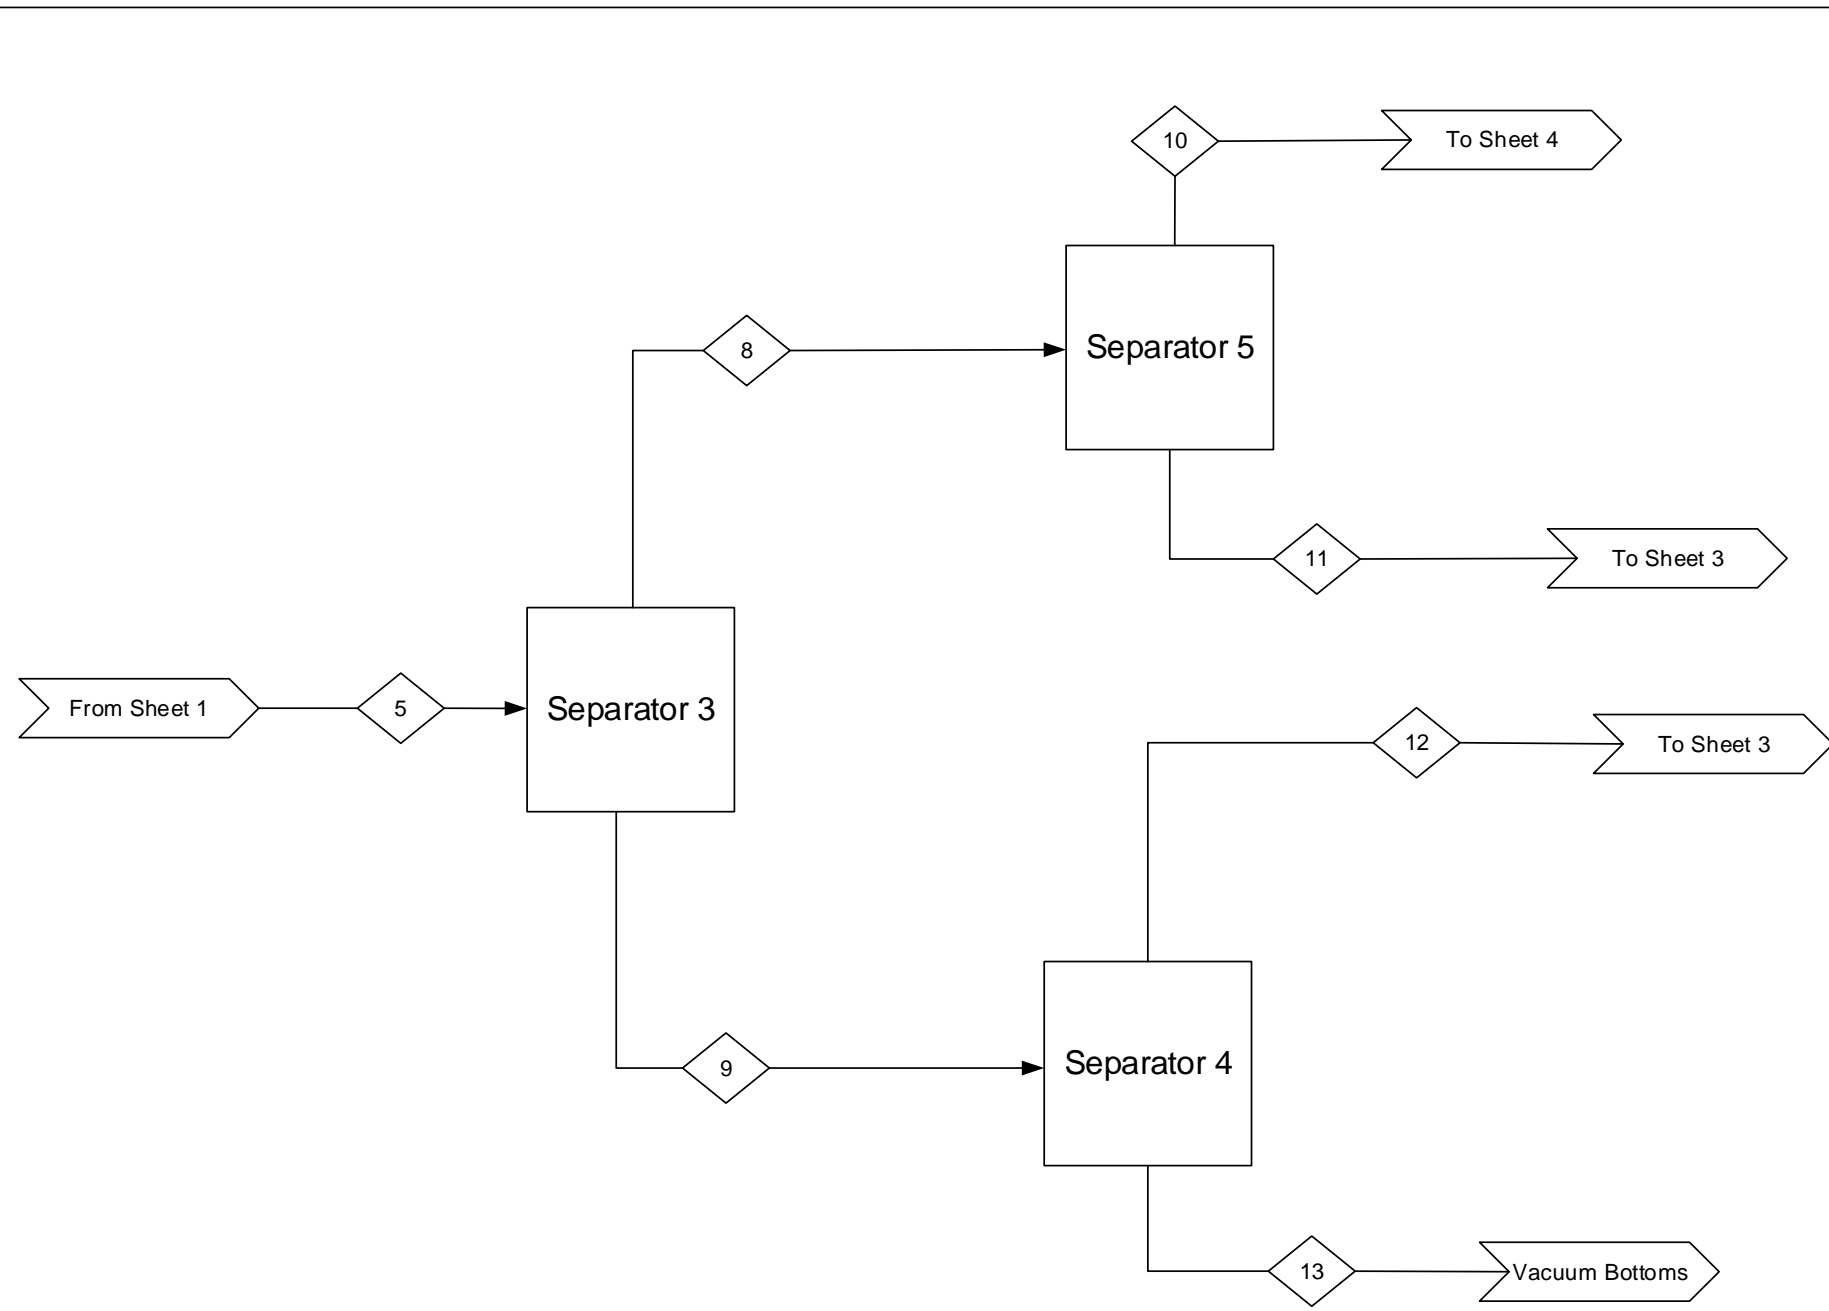 10
To Sheet 4
8
Separator 5
11
To Sheet 3
From Sheet 1
5
Separator 3
12
To Sheet 3
9
Separator 4
13
Vacuum Bottoms